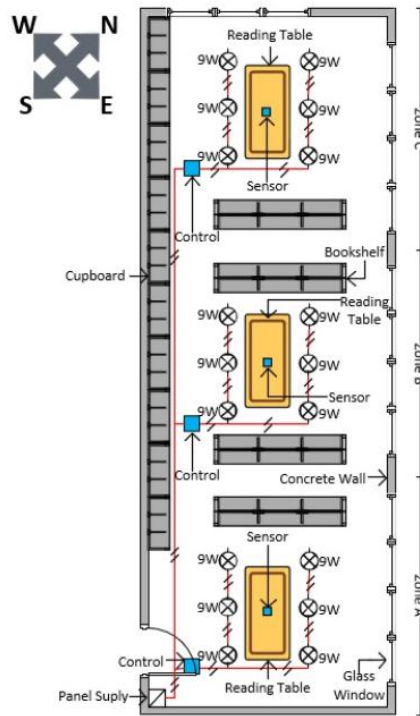 W N
S E
Reading Table
9W 9W
9W 9W
9W 9W
Sensor
Control
Zone C
Bookshelf
Cupboard
Reading
Table
9W 9W
9W 9W
9W 9W
Sensor
Control
Zone B
Concrete Wall
Sensor
9W 9W
9W 9W
9W 9W
Control
Zone A
Glass
Window
Panel Suply
Reading Table